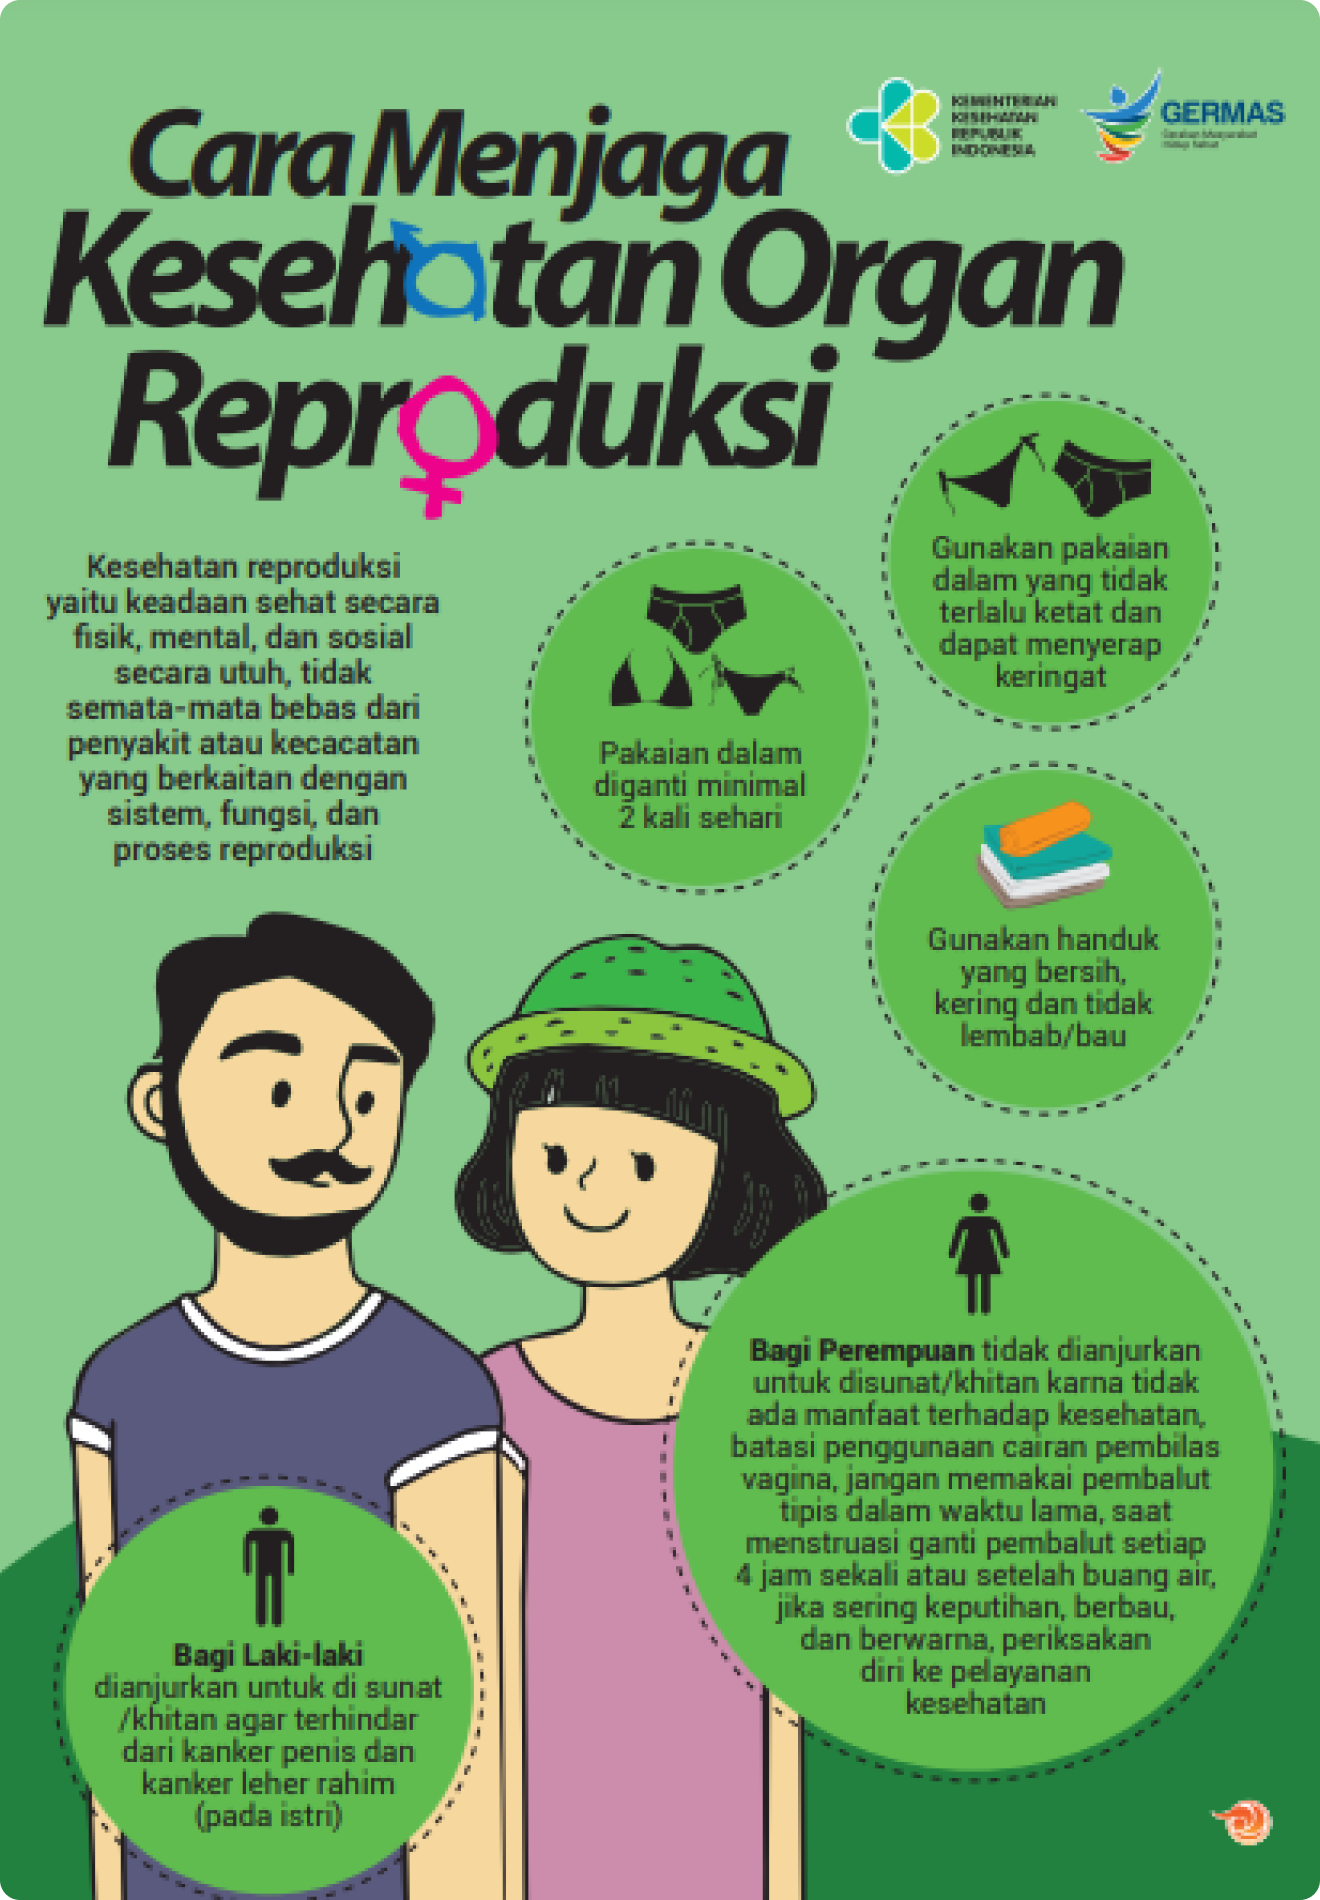 Cara Menjaga
Kesehatan Organ
Reproduksi
KEMENTERIAN
KESEHATAN
REPUBLIK
INDONESIA
GERMAS
Gerakan Masyarakat
Hidup Sehat
Kesehatan reproduksi
yaitu keadaan sehat secara
fisik, mental, dan sosial
secara utuh, tidak
semata-mata bebas dari
penyakit atau kecacatan
yang berkaitan dengan
sistem, fungsi, dan
proses reproduksi
Gunakan pakaian
dalam yang tidak
terlalu ketat dan
dapat menyerap
keringat
Pakaian dalam
diganti minimal
2 kali sehari
Gunakan handuk
yang bersih,
kering dan tidak
lembab/bau
Bagi Perempuan tidak dianjurkan
untuk disunat/khitan karna tidak
ada manfaat terhadap kesehatan,
batasi penggunaan cairan pembilas
vagina, jangan memakai pembalut
tipis dalam waktu lama, saat
menstruasi ganti pembalut setiap
4 jam sekali atau setelah buang air,
jika sering keputihan, berbau,
dan berwarna, periksakan
diri ke pelayanan
kesehatan
Bagi Laki-laki
dianjurkan untuk di sunat
/khitan agar terhindar
dari kanker penis dan
kanker leher rahim
(pada istri)